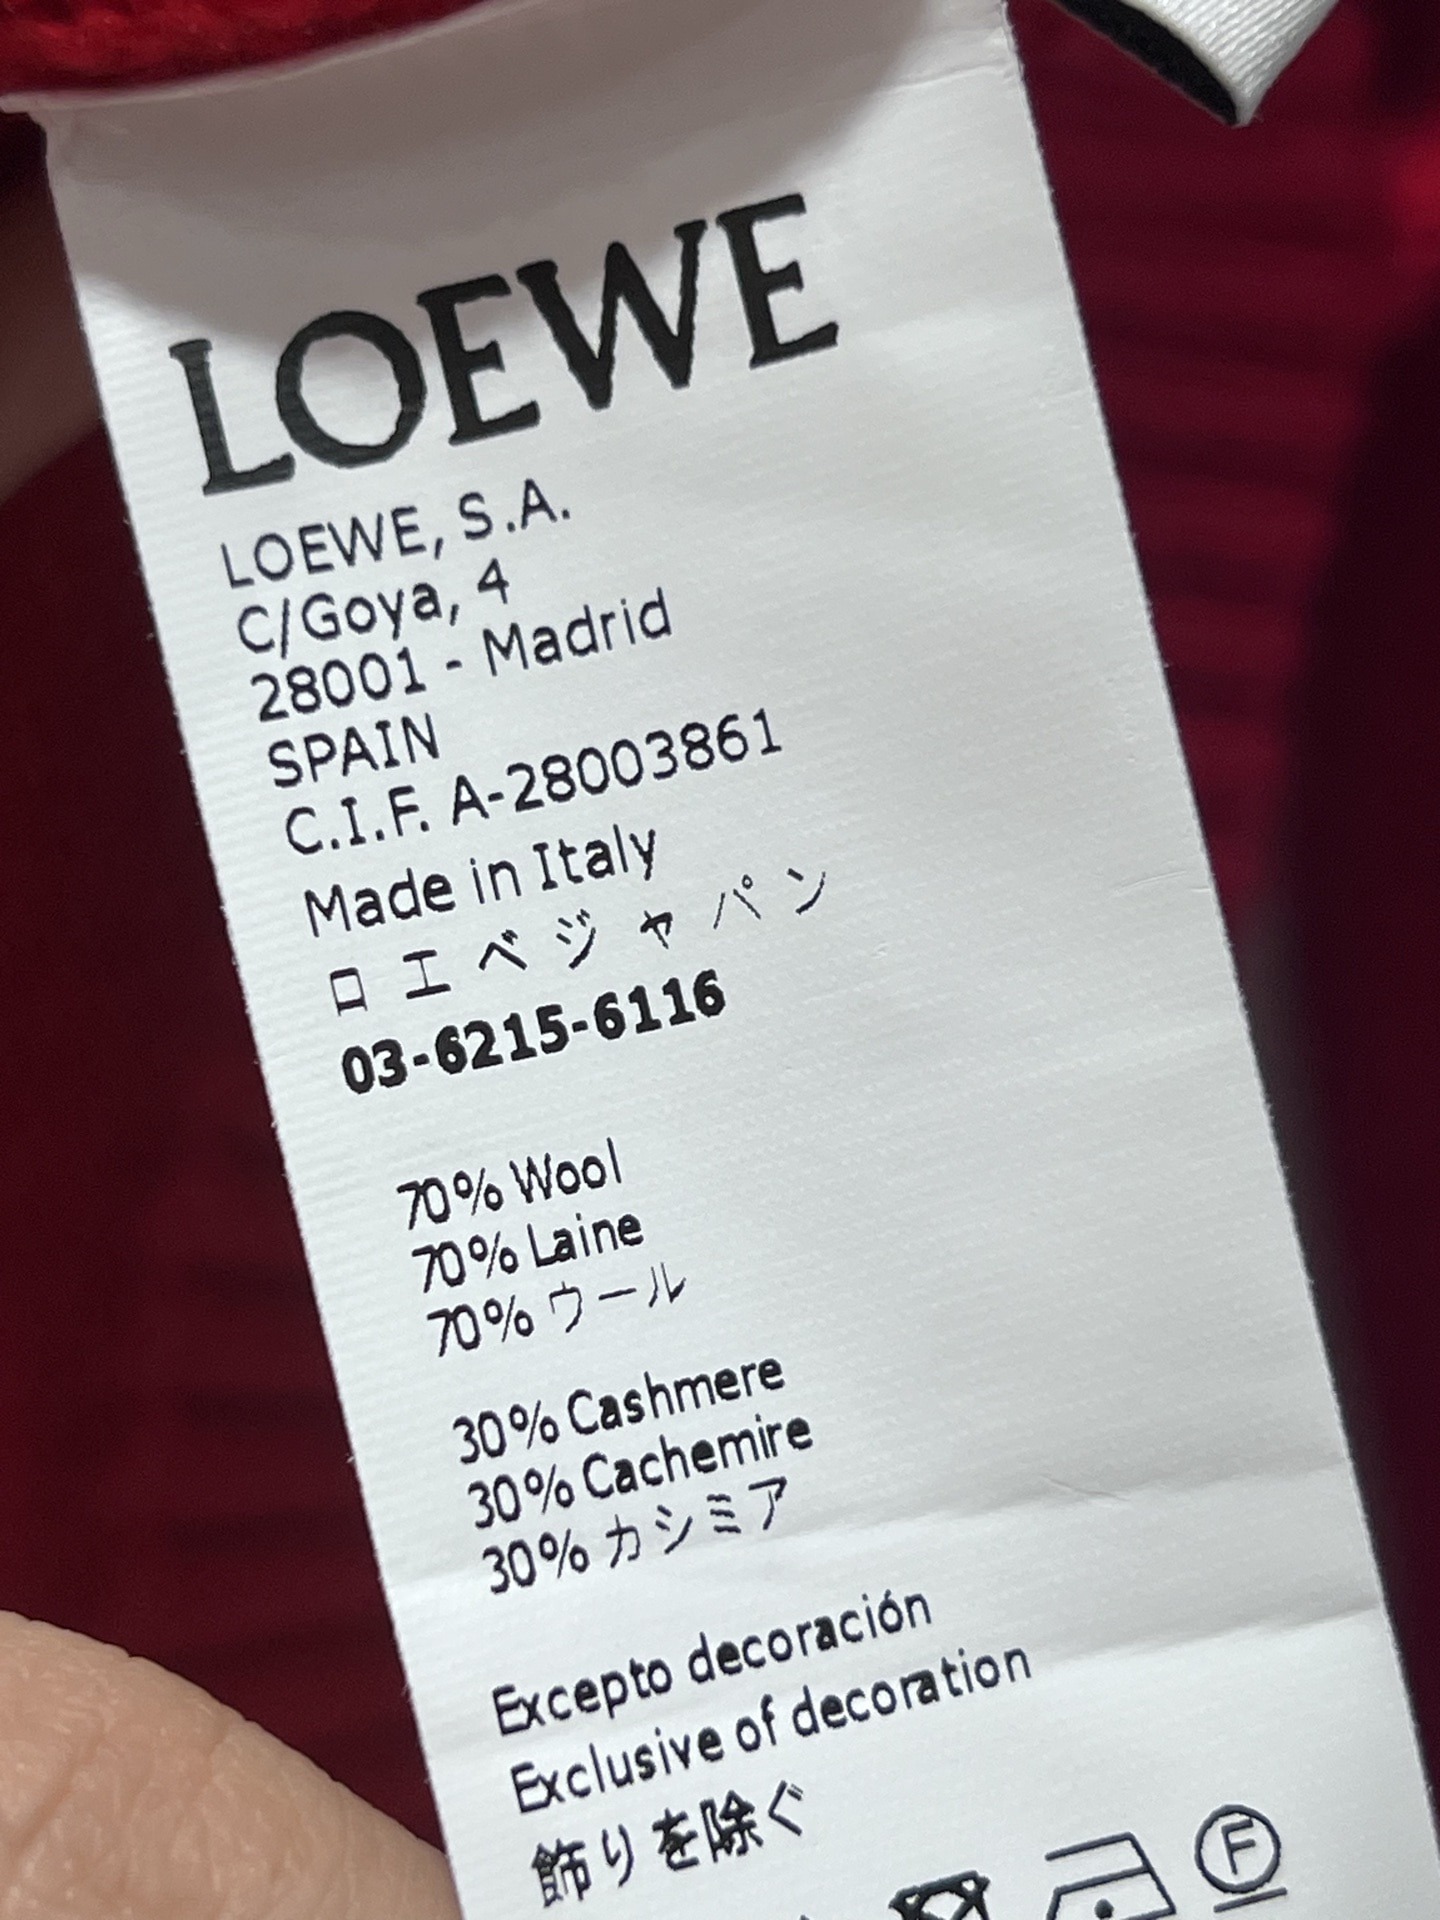 LOEWE
LOEWE, S.A.
C/Goya, 4
28001 - Madrid
SPAIN
C.I.F. A-28003861
Made in Italy
ロエベジャパン
03-6215-6116
70% Wool
70% Laine
70% ウール
30% Cashmere
30% Cachemire
30% カシミア
Excepto decoración
Exclusive of decoration
飾りを除ぐ
F